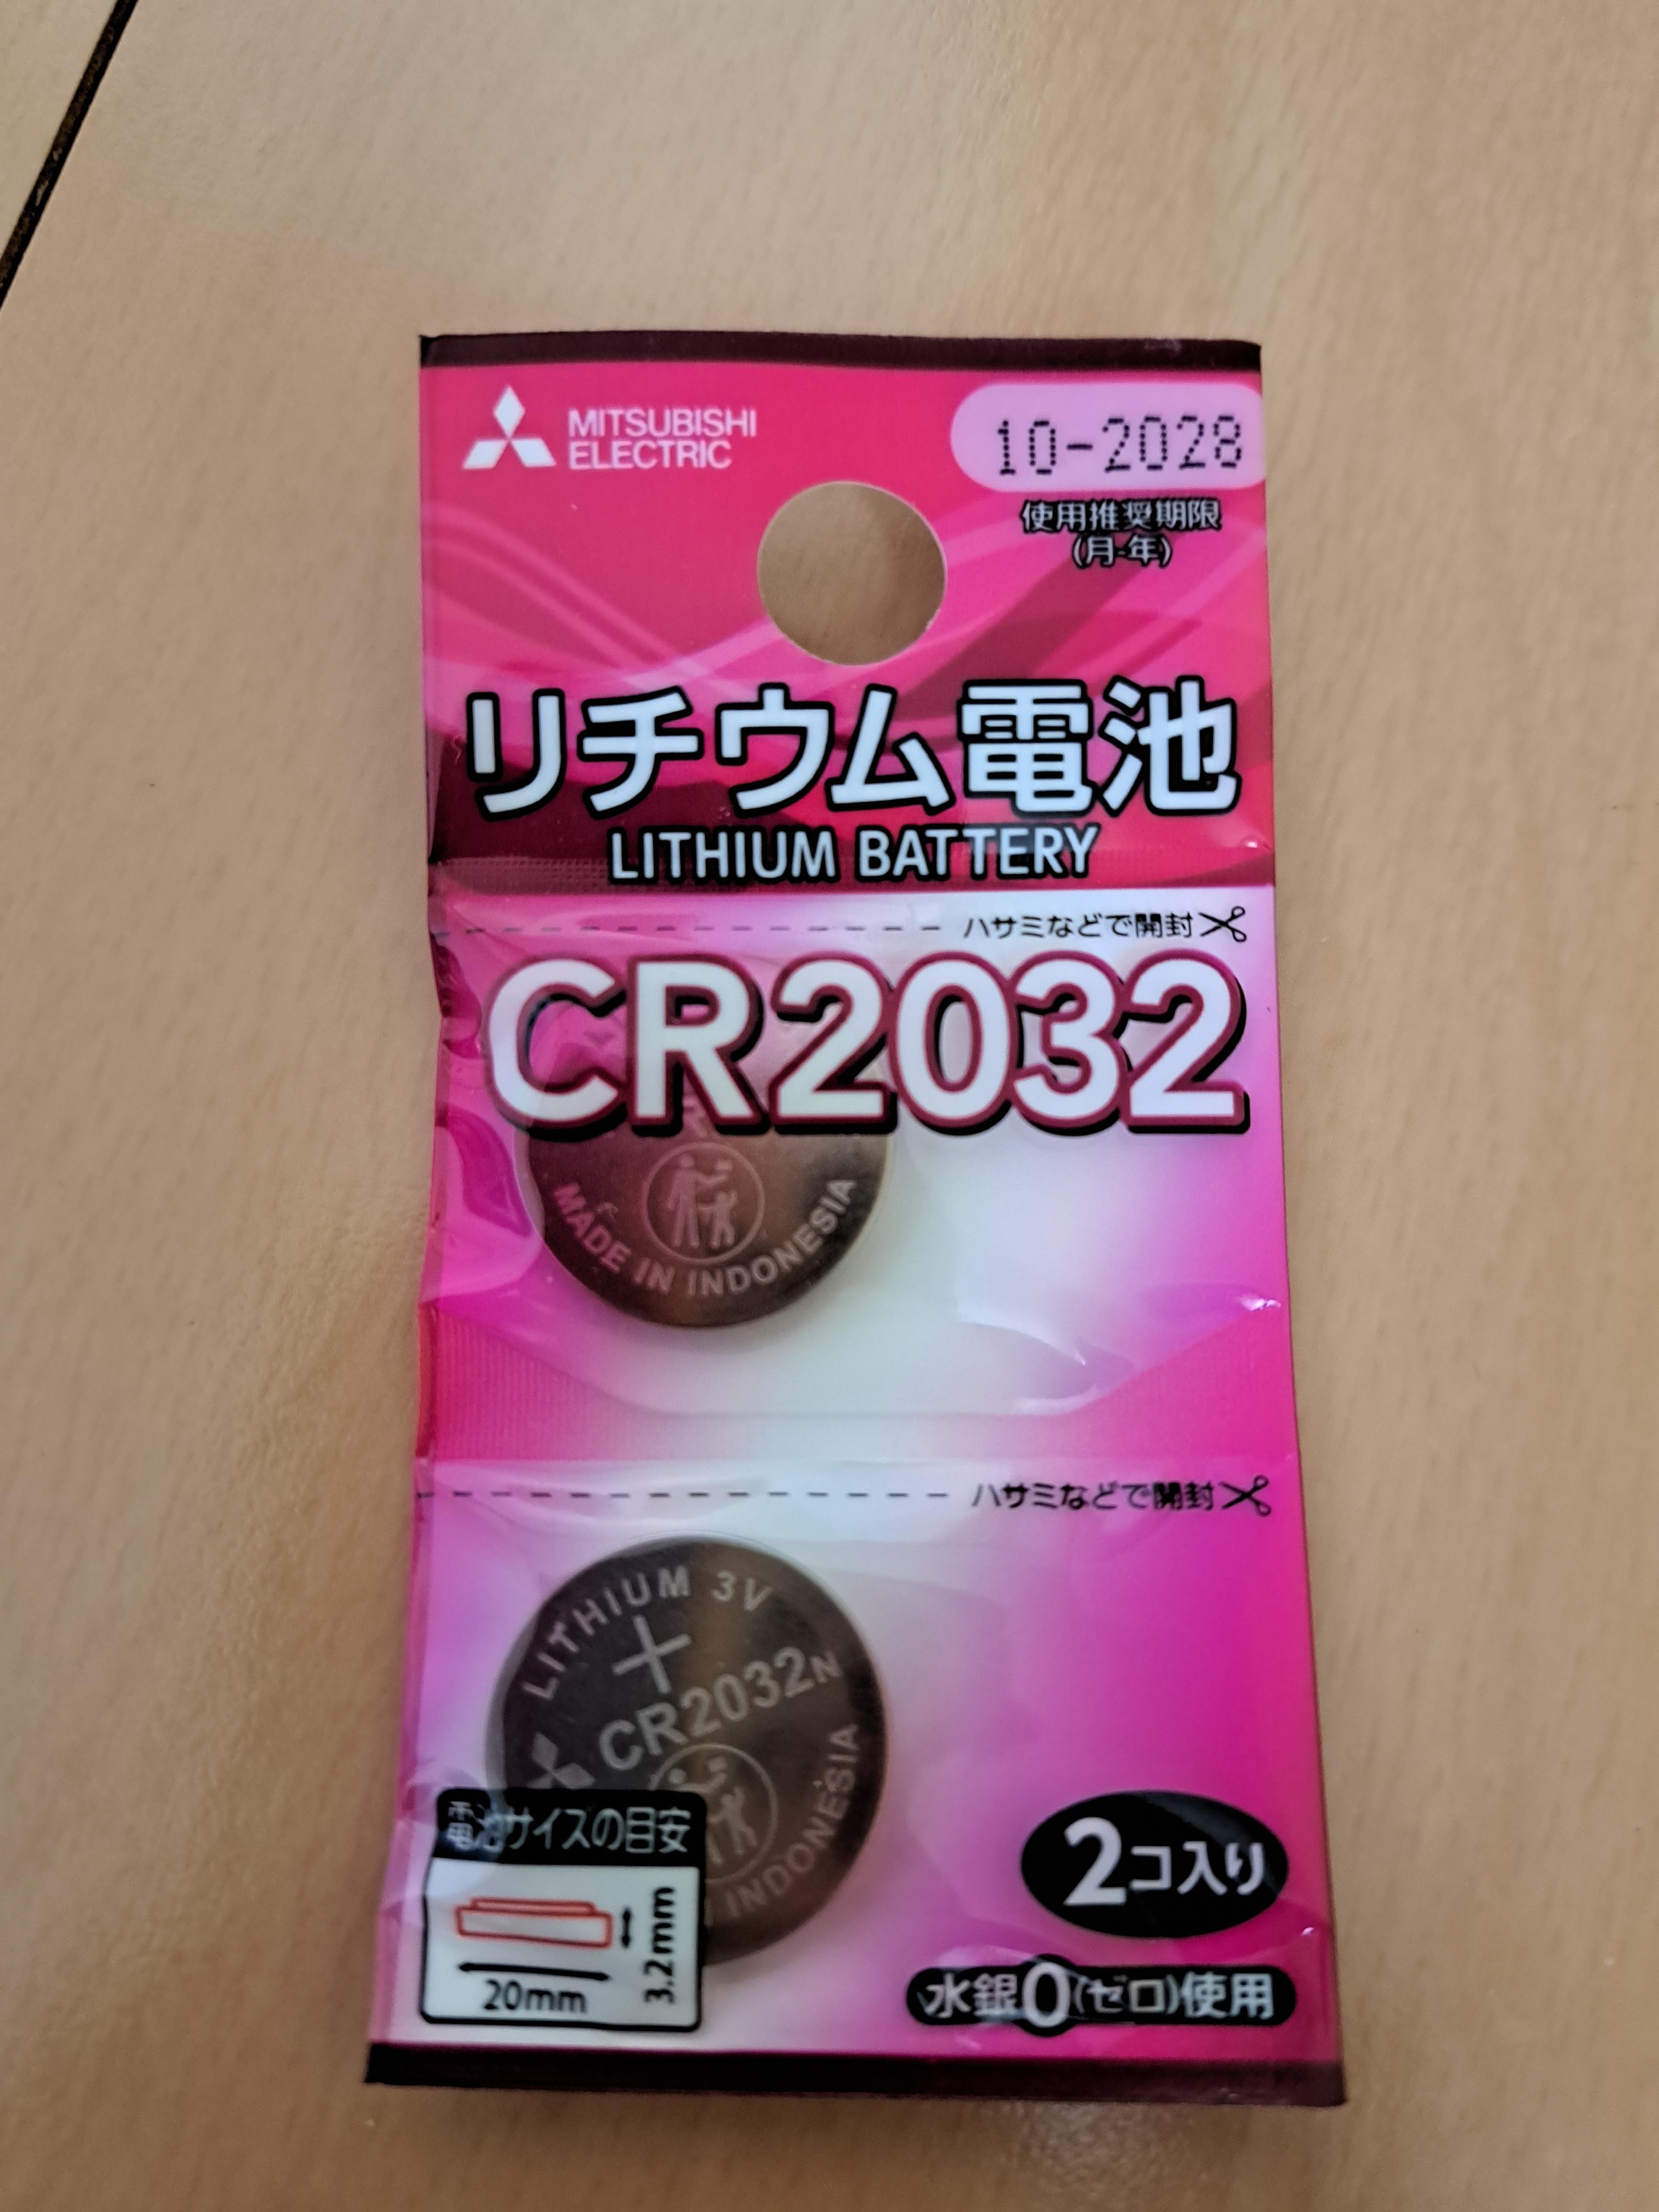 MITSUBISHI
ELECTRIC
10-2028
使用推奨期限
(月-年)
リチウム電池
LITHIUM BATTERY
ハサミなどで開封
CR2032
MADE IN INDONESIA
ハサミなどで開封
LITHIUM 3V
+
CR2032N
INDONESIA
電池サイズの目安
3.2mm
20mm
2コ入り
水銀0(ゼロ)使用